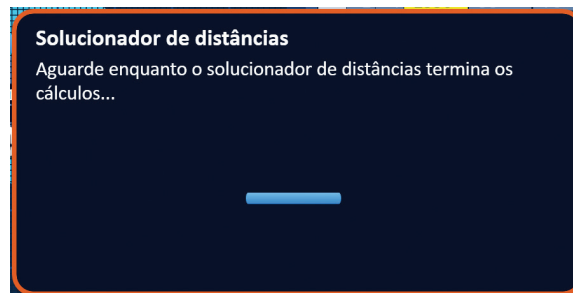 Solucionador de distâncias
Aguarde enquanto o solucionador de distâncias termina os
cálculos...